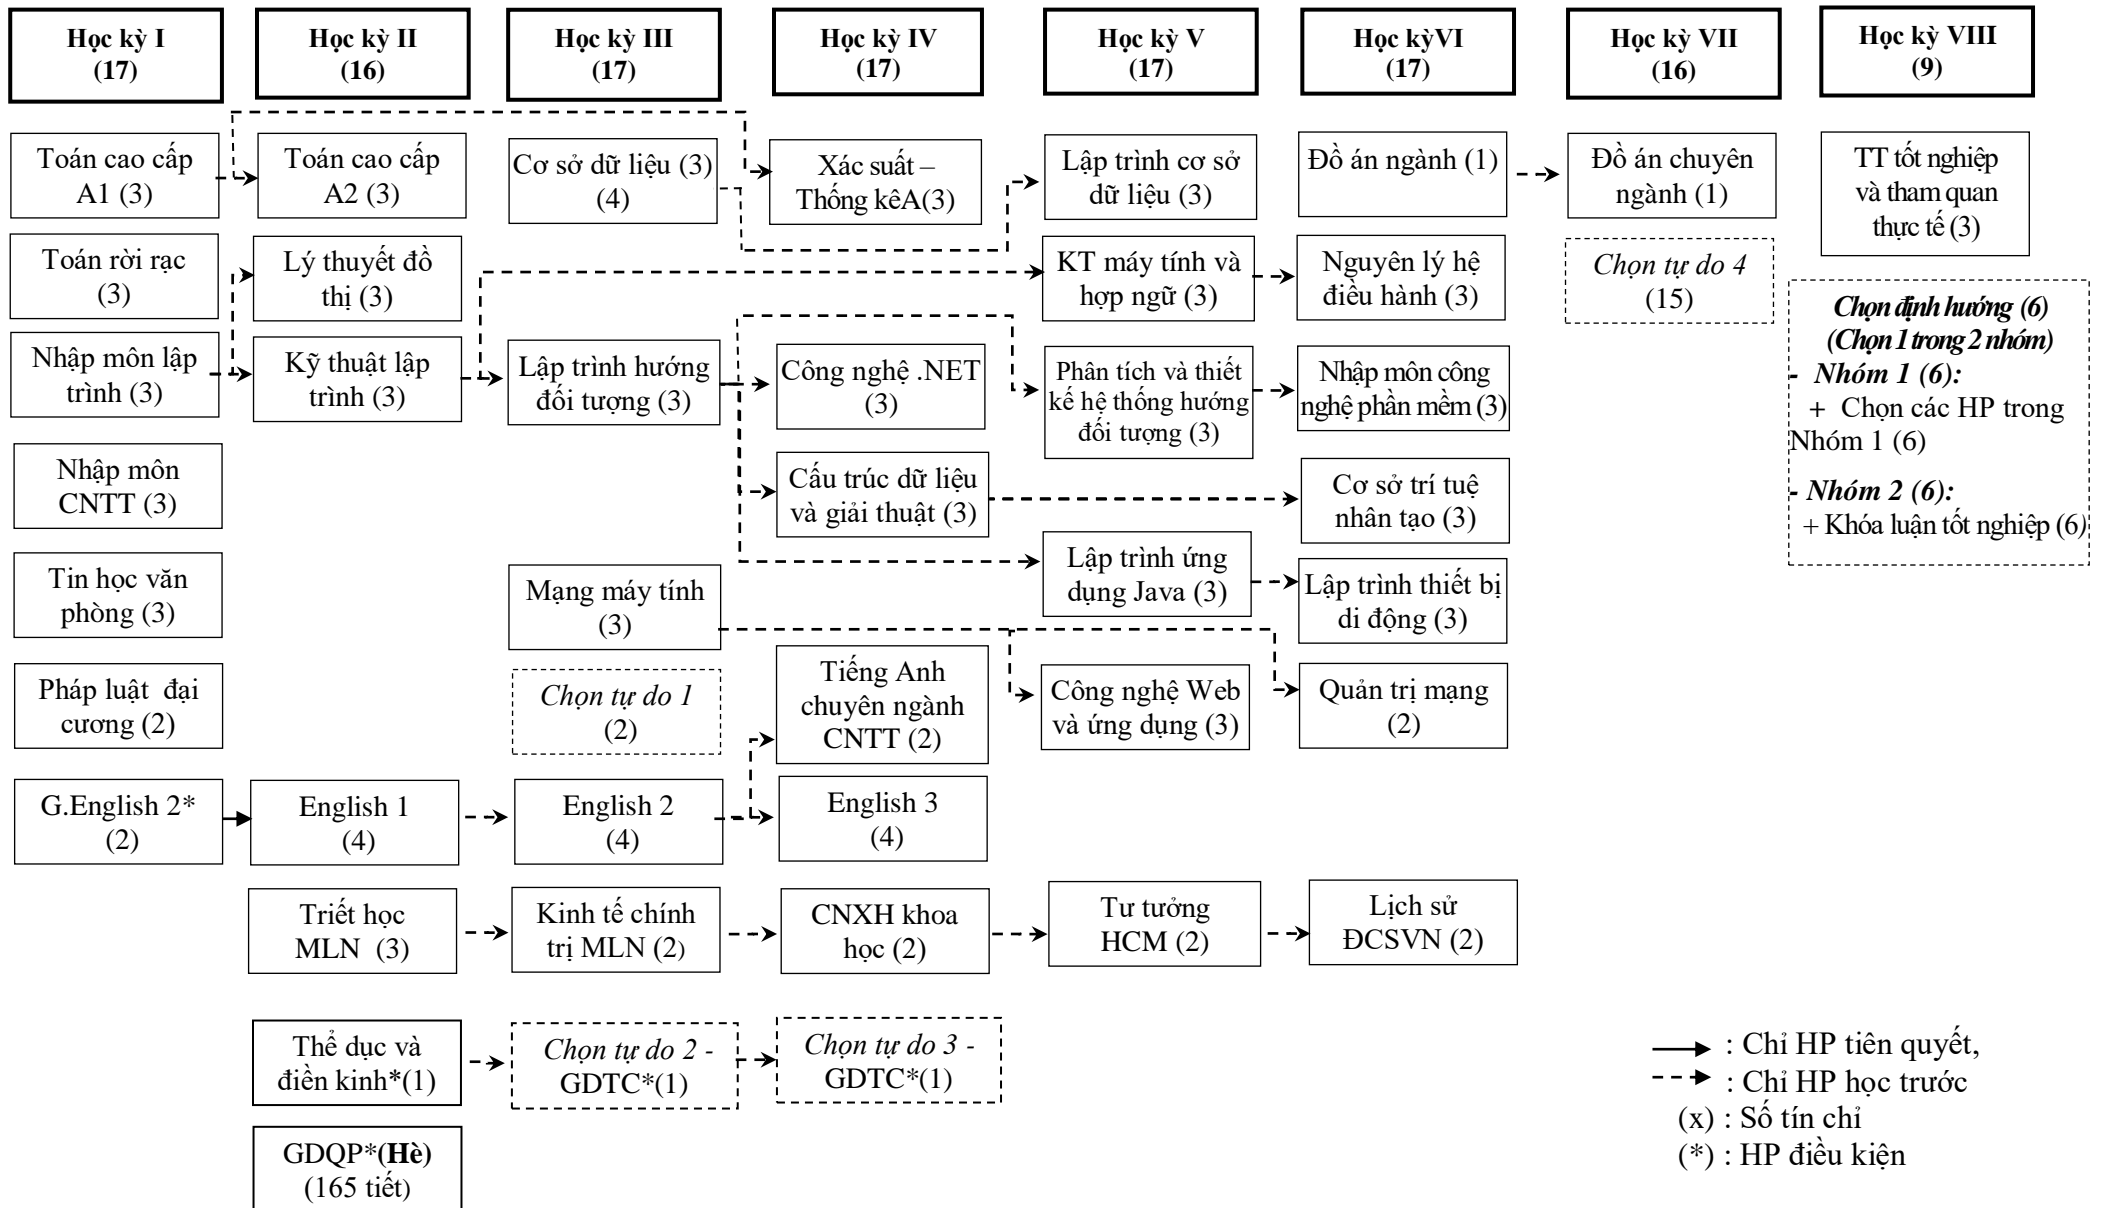 Học kỳ I
(17)
Học kỳ II
(16)
Học kỳ III
(17)
Học kỳ IV
(17)
Học kỳ V
(17)
Học kỳVI
(17)
Học kỳ VII
(16)
Học kỳ VIII
(9)
Toán cao cấp
A1 (3)
Toán cao cấp
A2 (3)
Cơ sở dữ liệu (3)
(4)
Xác suất –
Thống kêA(3)
Lập trình cơ sở
dữ liệu (3)
Đồ án ngành (1)
Đồ án chuyên
ngành (1)
TT tốt nghiệp
và tham quan
thực tế (3)
Toán rời rạc
(3)
Lý thuyết đồ
thị (3)
KT máy tính và
hợp ngữ (3)
Nguyên lý hệ
điều hành (3)
Chọn tự do 4
(15)
Chọn định hướng (6)
(Chọn 1 trong 2 nhóm)
- Nhóm 1 (6):
+ Chọn các HP trong
Nhóm 1 (6)
- Nhóm 2 (6):
+ Khóa luận tốt nghiệp (6)
Nhập môn lập
trình (3)
Kỹ thuật lập
trình (3)
Lập trình hướng
đối tượng (3)
Công nghệ .NET
(3)
Phân tích và thiết
kế hệ thống hướng
đối tượng (3)
Nhập môn công
nghệ phần mềm (3)
Nhập môn
CNTT (3)
Cấu trúc dữ liệu
và giải thuật (3)
Cơ sở trí tuệ
nhân tạo (3)
Tin học văn
phòng (3)
Mạng máy tính
(3)
Lập trình ứng
dụng Java (3)
Lập trình thiết bị
di động (3)
Pháp luật đại
cương (2)
Chọn tự do 1
(2)
Tiếng Anh
chuyên ngành
CNTT (2)
Công nghệ Web
và ứng dụng (3)
Quản trị mạng
(2)
G.English 2*
(2)
English 1
(4)
English 2
(4)
English 3
(4)
Triết học
MLN (3)
Kinh tế chính
trị MLN (2)
CNXH khoa
học (2)
Tư tưởng
HCM (2)
Lịch sử
ĐCSVN (2)
Thể dục và
điền kinh*(1)
Chọn tự do 2 -
GDTC*(1)
Chọn tự do 3 -
GDTC*(1)
GDQP*(Hè)
(165 tiết)
: Chỉ HP tiên quyết,
: Chỉ HP học trước
(x) : Số tín chỉ
(*) : HP điều kiện